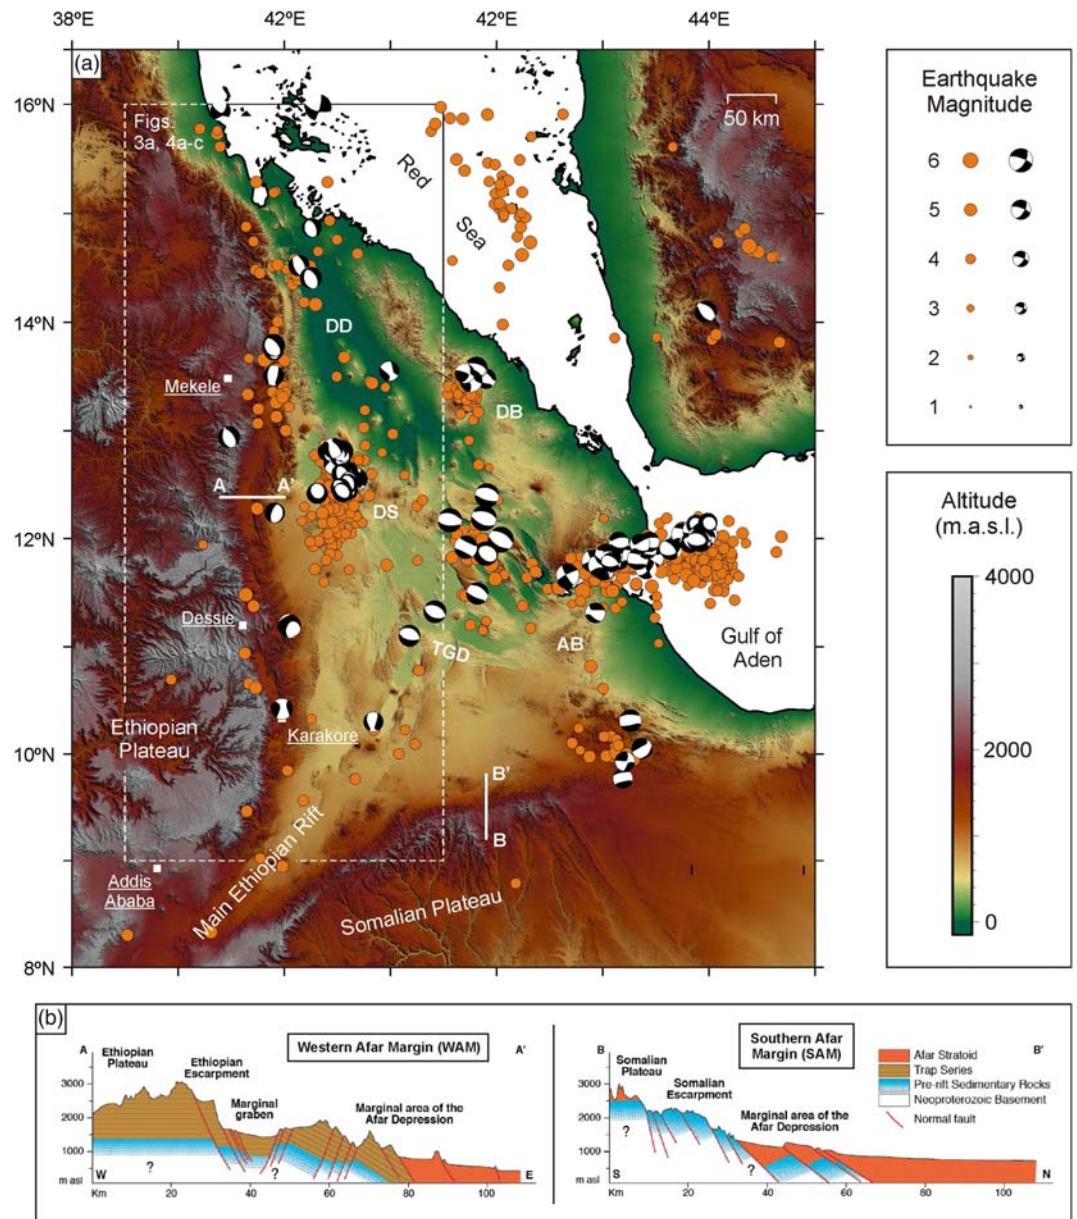 38ºE 42ºE 42ºE 44ºE
(a)
16ºN
Figs.
3a, 4a-c
50 km
Red
Sea
14ºN
DD
Mekele
DB
A A'
DS
12ºN
Dessie
TGD
AB
Gulf of
Aden
Ethiopian
Plateau
Karakore
10ºN
B'
B
Main Ethiopian Rift
Addis
Ababa
Somalian Plateau
8ºN
Earthquake
Magnitude
6
5
4
3
2
1
Altitude
(m.a.s.l.)
4000
2000
0
(b)
A
Ethiopian
Plateau
Ethiopian
Escarpment
Western Afar Margin (WAM)
A'
Marginal
graben
Marginal area of the
Afar Depression
3000
2000
1000
m asl
W
?
?
E
Km 20 40 60 80 100
B
Somalian
Plateau
Somalian
Escarpment
Southern Afar
Margin (SAM)
B'
Marginal area of the
Afar Depression
Afar Stratoid
Trap Series
Pre-rift Sedimentary Rocks
Neoproterozoic Basement
Normal fault
3000
2000
1000
m asl
?
?
S
N
Km 20 40 60 80 100